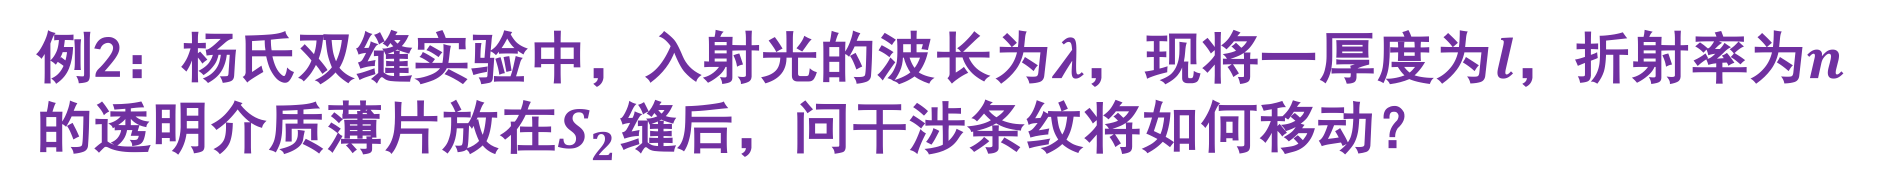 例2：杨氏双缝实验中，入射光的波长为λ，现将一厚度为l，折射率为n
的透明介质薄片放在S₂缝后，问干涉条纹将如何移动？